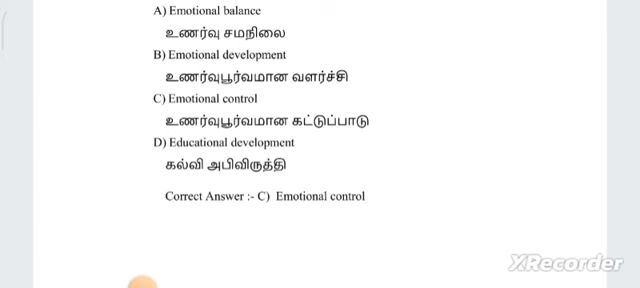 A) Emotional balance
உணர்வு சமநிலை
B) Emotional development
உணர்வுபூர்வமான வளர்ச்சி
C) Emotional control
உணர்வுபூர்வமான கட்டுப்பாடு
D) Educational development
கல்வி அபிவிருத்தி
Correct Answer :- C) Emotional control
XRecorder